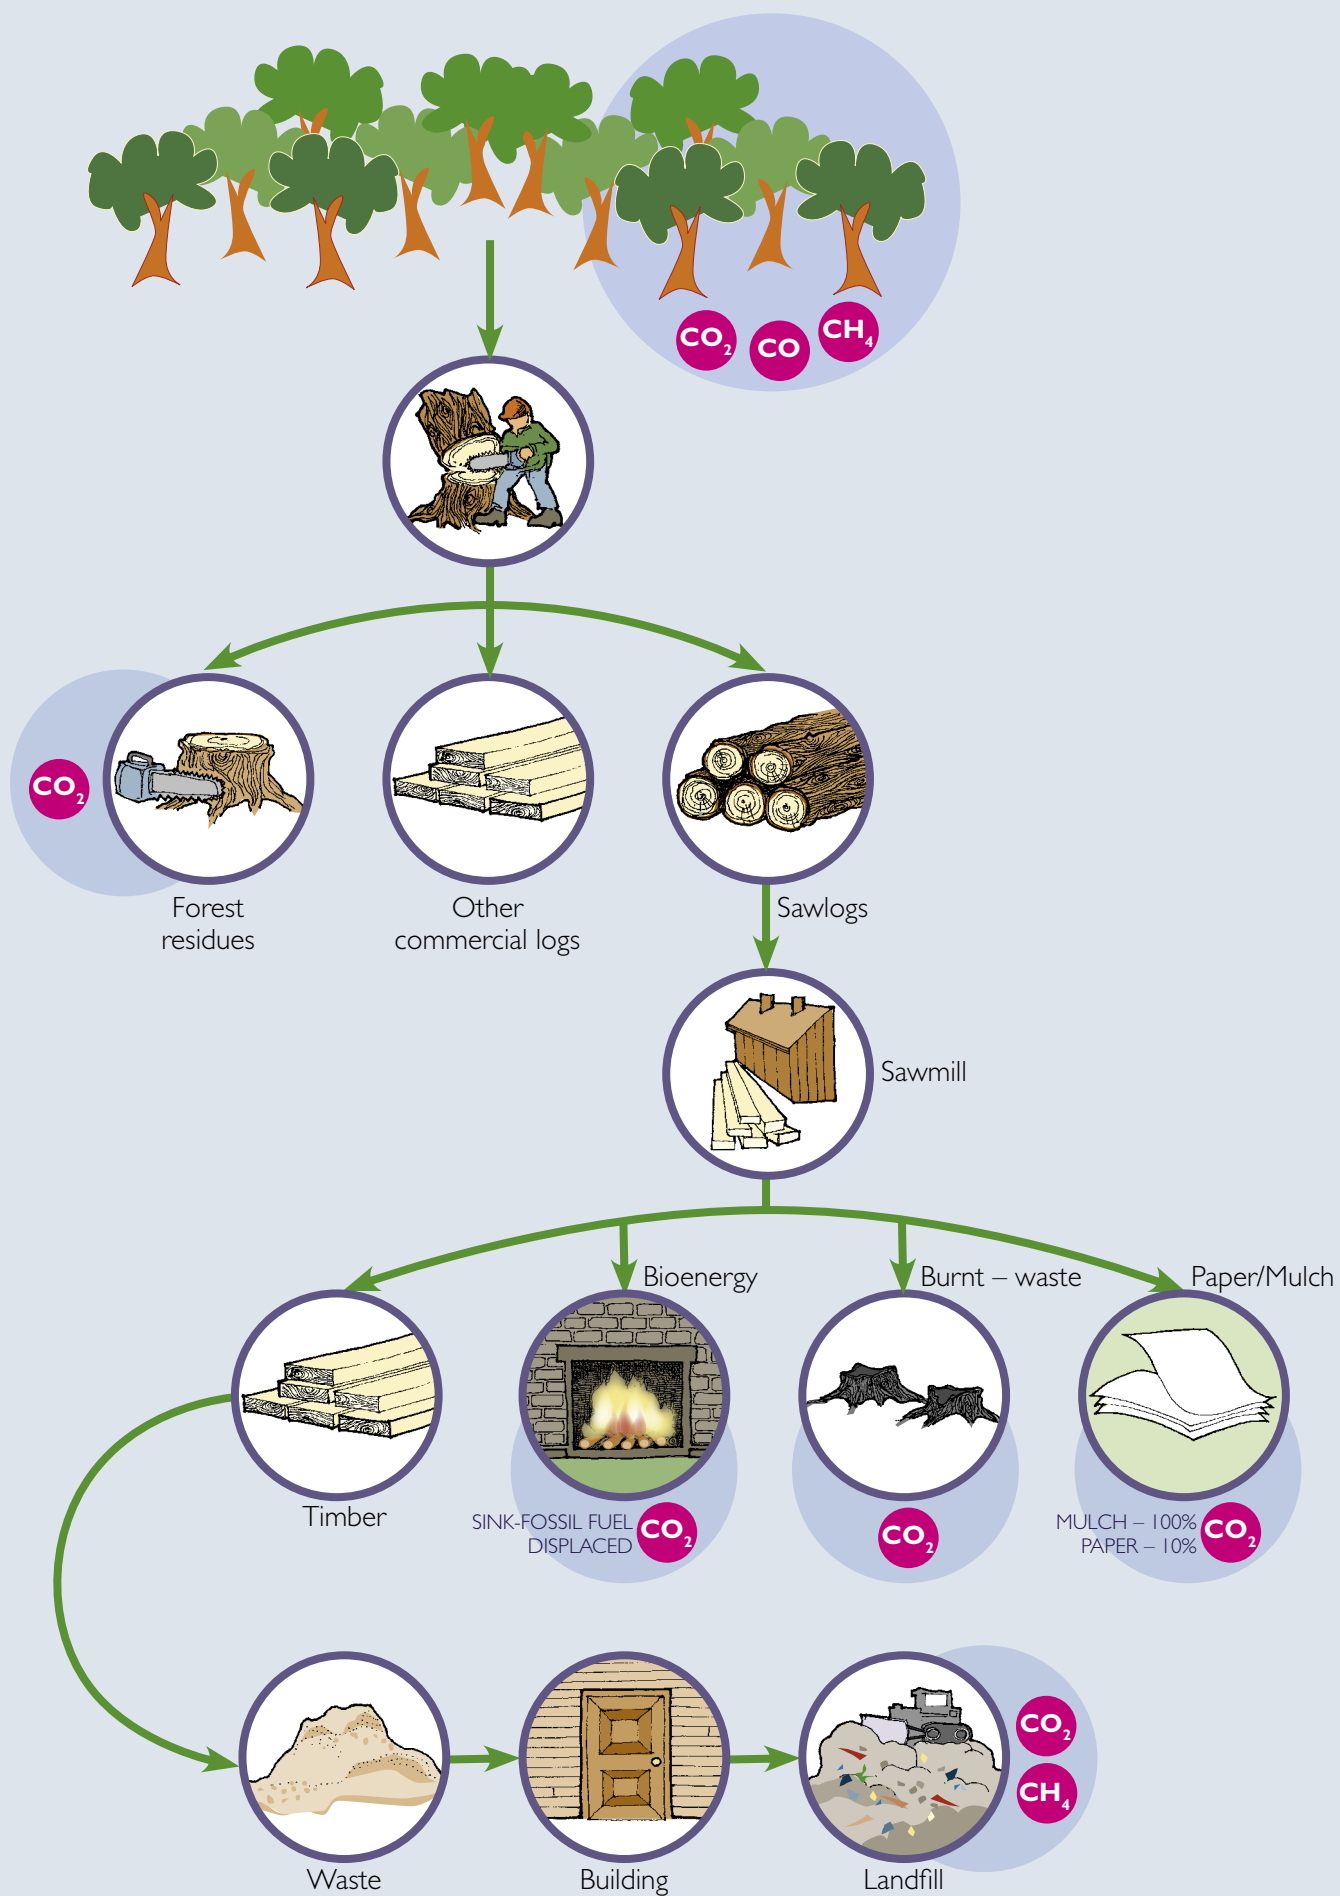 CO₂
CO
CH₄
CO₂
Forest
residues
Other
commercial logs
Sawlogs
Sawmill
Bioenergy
Burnt – waste
Paper/Mulch
Timber
SINK-FOSSIL FUEL
DISPLACED
CO₂
CO₂
MULCH – 100%
PAPER – 10%
CO₂
CO₂
CH₄
Waste
Building
Landfill